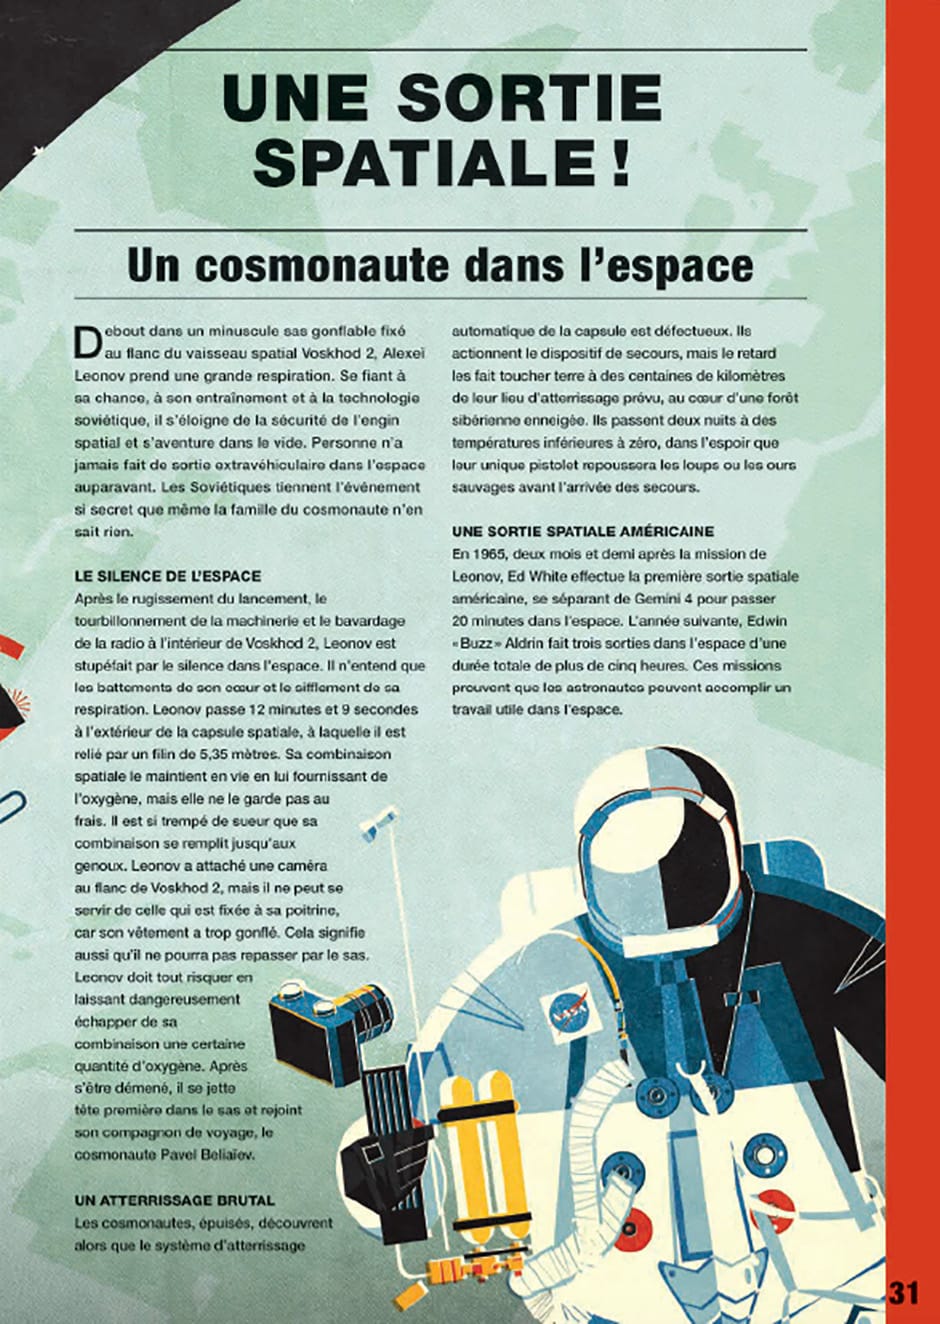 UNE SORTIE
SPATIALE !
Un cosmonaute dans l'espace
Debout dans un minuscule sas gonflable fixé
au flanc du vaisseau spatial Voskhod 2, Alexeï
Leonov prend une grande respiration. Se fiant à
sa chance, à son entraînement et à la technologie
soviétique, il s'éloigne de la sécurité de l'engin
spatial et s'aventure dans le vide. Personne n'a
jamais fait de sortie extravéhiculaire dans l'espace
auparavant. Les Soviétiques tiennent l'événement
si secret que même la famille du cosmonaute n'en
sait rien.
LE SILENCE DE L'ESPACE
Après le rugissement du lancement, le
tourbillonnement de la machinerie et le bavardage
de la radio à l'intérieur de Voskhod 2, Leonov est
stupéfait par le silence dans l'espace. Il n'entend que
les battements de son cœur et le sifflement de sa
respiration. Leonov passe 12 minutes et 9 secondes
à l'extérieur de la capsule spatiale, à laquelle il est
relié par un filin de 5,35 mètres. Sa combinaison
spatiale le maintient en vie en lui fournissant de
l'oxygène, mais elle ne le garde pas au
frais. Il est si trempé de sueur que sa
combinaison se remplit jusqu'aux
genoux. Leonov a attaché une caméra
au flanc de Voskhod 2, mais il ne peut se
servir de celle qui est fixée à sa poitrine,
car son vêtement a trop gonflé. Cela signifie
aussi qu'il ne pourra pas repasser par le sas.
Leonov doit tout risquer en
laissant dangereusement
échapper de sa
combinaison une certaine
quantité d'oxygène. Après
s'être démené, il se jette
tête première dans le sas et rejoint
son compagnon de voyage, le
cosmonaute Pavel Beliaïev.
UN ATTERRISSAGE BRUTAL
Les cosmonautes, épuisés, découvrent
alors que le système d'atterrissage
automatique de la capsule est défectueux. Ils
actionnent le dispositif de secours, mais le retard
les fait toucher terre à des centaines de kilomètres
de leur lieu d'atterrissage prévu, au cœur d'une forêt
sibérienne enneigée. Ils passent deux nuits à des
températures inférieures à zéro, dans l'espoir que
leur unique pistolet repoussera les loups ou les ours
sauvages avant l'arrivée des secours.
UNE SORTIE SPATIALE AMÉRICAINE
En 1965, deux mois et demi après la mission de
Leonov, Ed White effectue la première sortie spatiale
américaine, se séparant de Gemini 4 pour passer
20 minutes dans l'espace. L'année suivante, Edwin
« Buzz » Aldrin fait trois sorties dans l'espace d'une
durée totale de plus de cinq heures. Ces missions
prouvent que les astronautes peuvent accomplir un
travail utile dans l'espace.
NASA
31